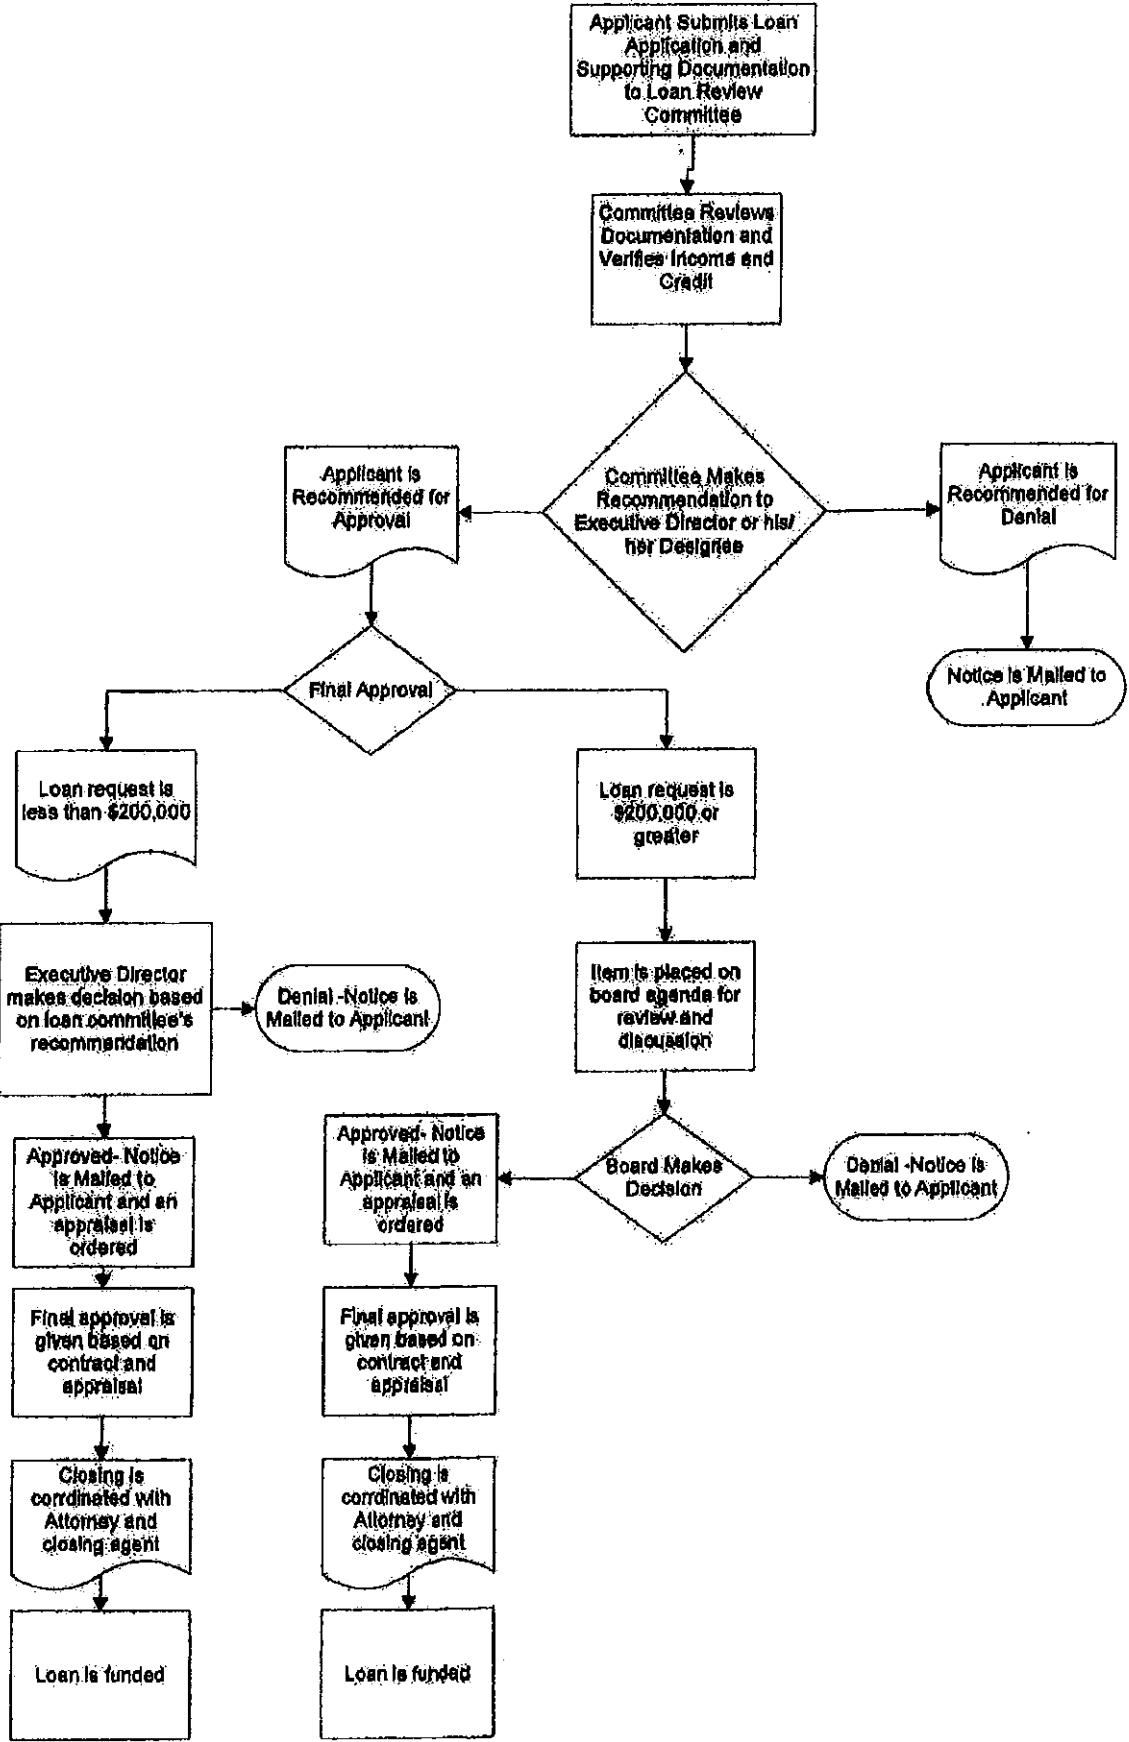 Applicant Submits Loan
Application and
Supporting Documentation
to Loan Review
Committee
Committee Reviews
Documentation and
Verifies Income and
Credit
Committee Makes
Recommendation to
Executive Director or his/
her Designee
Applicant is
Recommended for
Approval
Applicant is
Recommended for
Denial
Notice is Mailed to
Applicant
Final Approval
Loan request is
less than $200,000
Loan request is
$200,000 or
greater
Executive Director
makes decision based
on loan committee's
recommendation
Denial -Notice is
Mailed to Applicant
Item is placed on
board agenda for
review and
discussion
Approved- Notice
is Mailed to
Applicant and an
appraisal is
ordered
Approved- Notice
is Mailed to
Applicant and an
appraisal is
ordered
Board Makes
Decision
Denial -Notice is
Mailed to Applicant
Final approval is
given based on
contract and
appraisal
Final approval is
given based on
contract and
appraisal
Closing is
corrdinated with
Attorney and
closing agent
Closing is
corrdinated with
Attorney and
closing agent
Loan is funded
Loan is funded